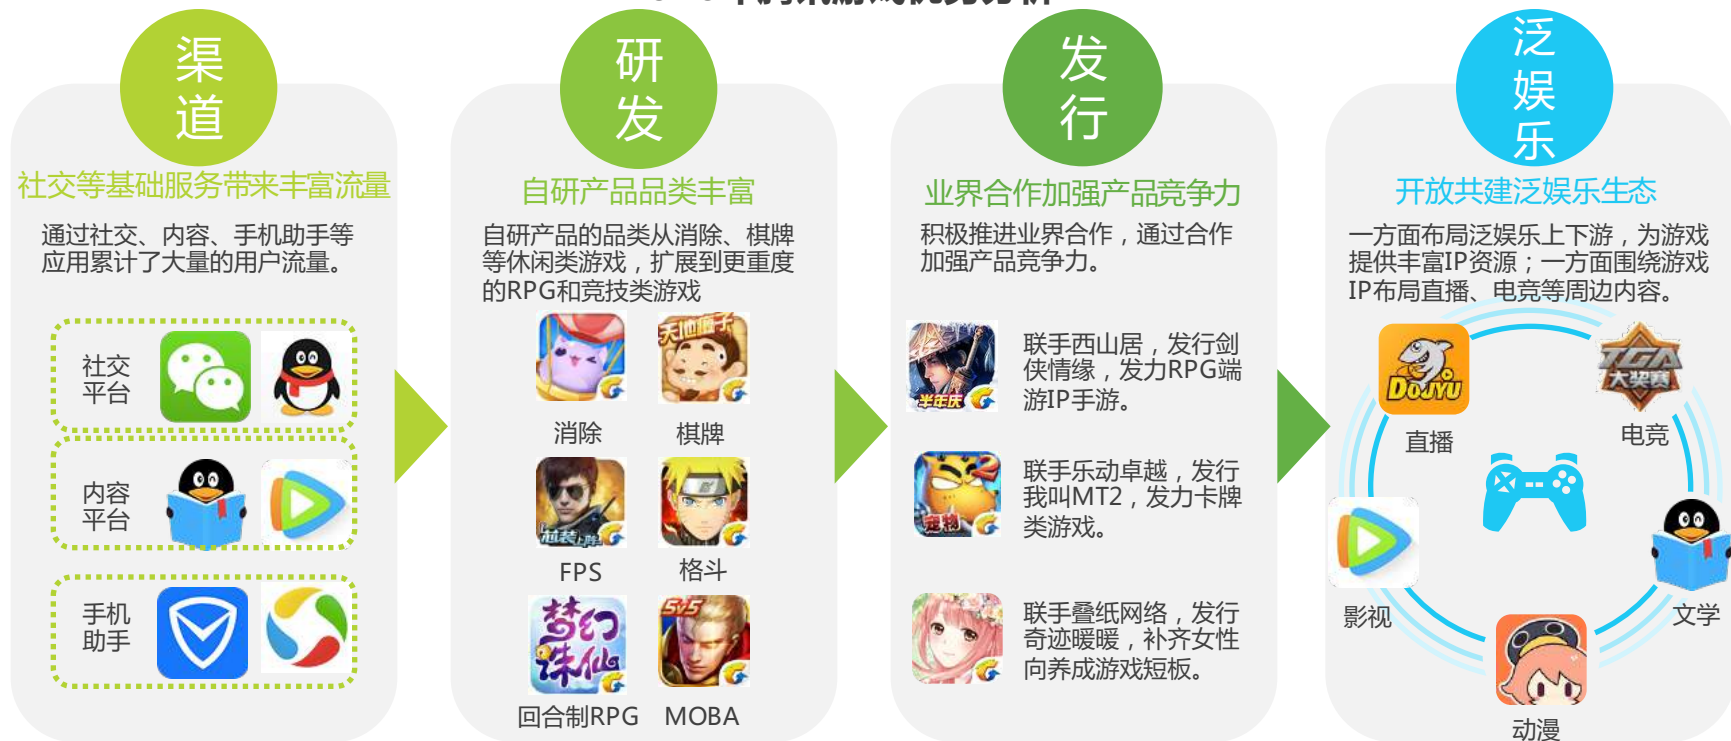 渠
道
社交等基础服务带来丰富流量
通过社交、内容、手机助手等
应用累计了大量的用户流量。
社交
平台
内容
平台
手机
助手
研
发
自研产品品类丰富
自研产品的品类从消除、棋牌
等休闲类游戏，扩展到更重度
的RPG和竞技类游戏
消除
棋牌
FPS
格斗
梦幻
诛仙
5v5
回合制RPG
MOBA
发
行
业界合作加强产品竞争力
积极推进业界合作，通过合作
加强产品竞争力。
半年庆
联手西山居，发行剑
侠情缘，发力RPG端
游IP手游。
宠物
联手乐动卓越，发行
我叫MT2，发力卡牌
类游戏。
联手叠纸网络，发行
奇迹暖暖，补齐女性
向养成游戏短板。
泛
娱
乐
开放共建泛娱乐生态
一方面布局泛娱乐上下游，为游戏
提供丰富IP资源；一方面围绕游戏
IP布局直播、电竞等周边内容。
DOUYU
直播
TGA
大奖赛
电竞
影视
文学
动漫